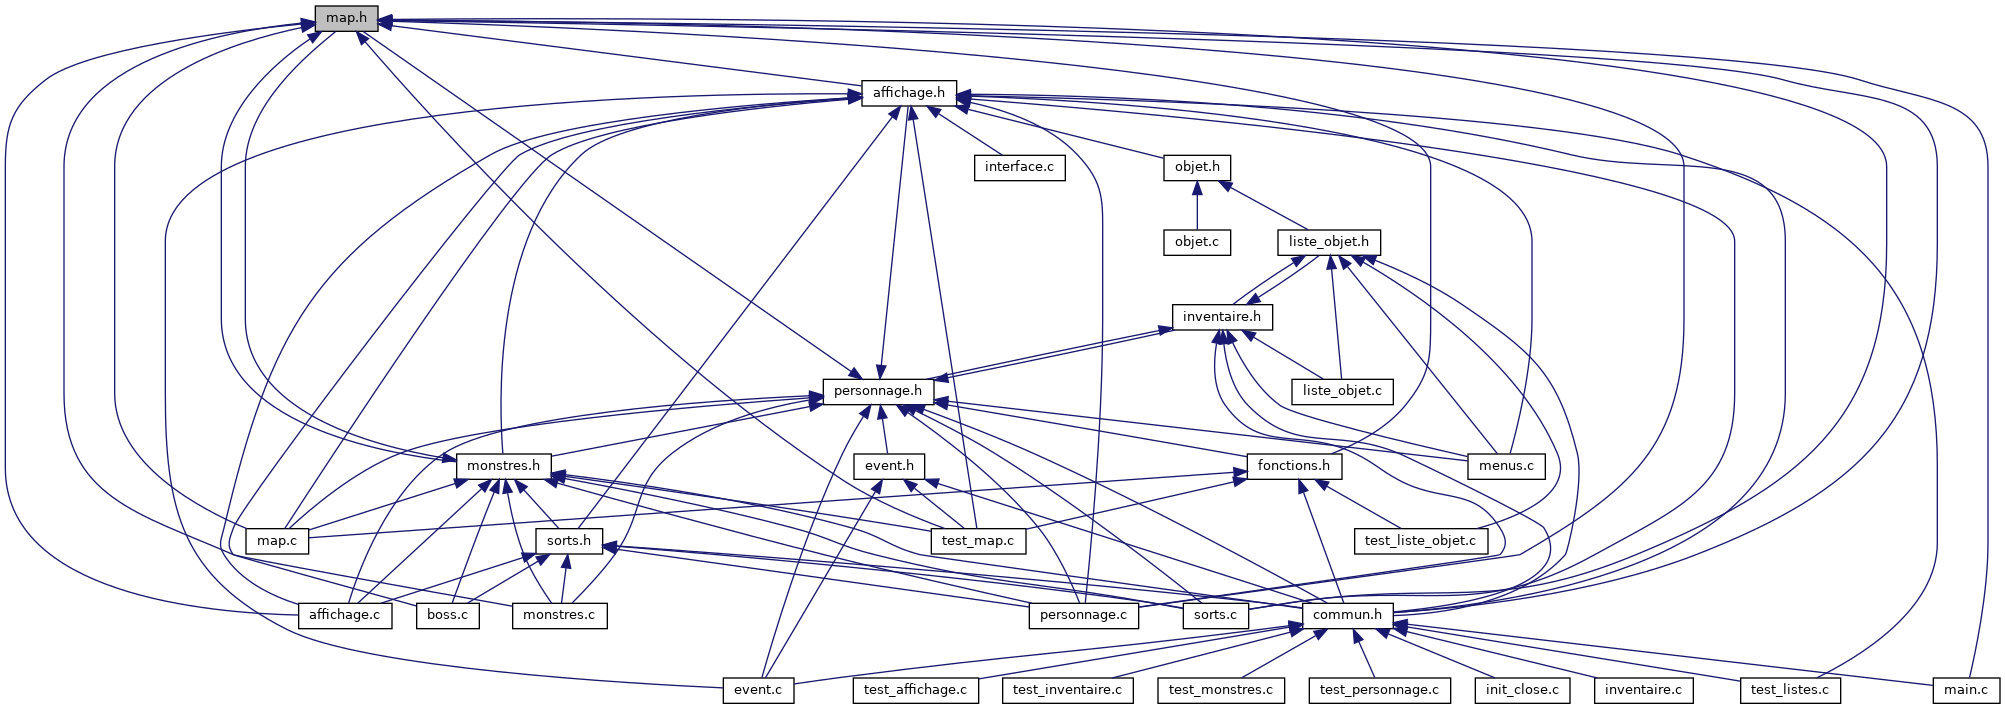 map.h
affichage.h
interface.c
objet.h
objet.c
liste_objet.h
inventaire.h
personnage.h
liste_objet.c
monstres.h
event.h
fonctions.h
menus.c
map.c
sorts.h
test_map.c
test_liste_objet.c
affichage.c
boss.c
monstres.c
personnage.c
sorts.c
commun.h
event.c
test_affichage.c
test_inventaire.c
test_monstres.c
test_personnage.c
init_close.c
inventaire.c
test_listes.c
main.c